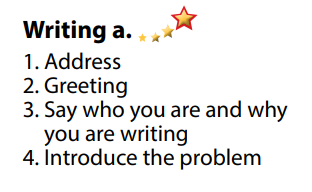 Writing a.
1. Address
2. Greeting
3. Say who you are and why
you are writing
4. Introduce the problem